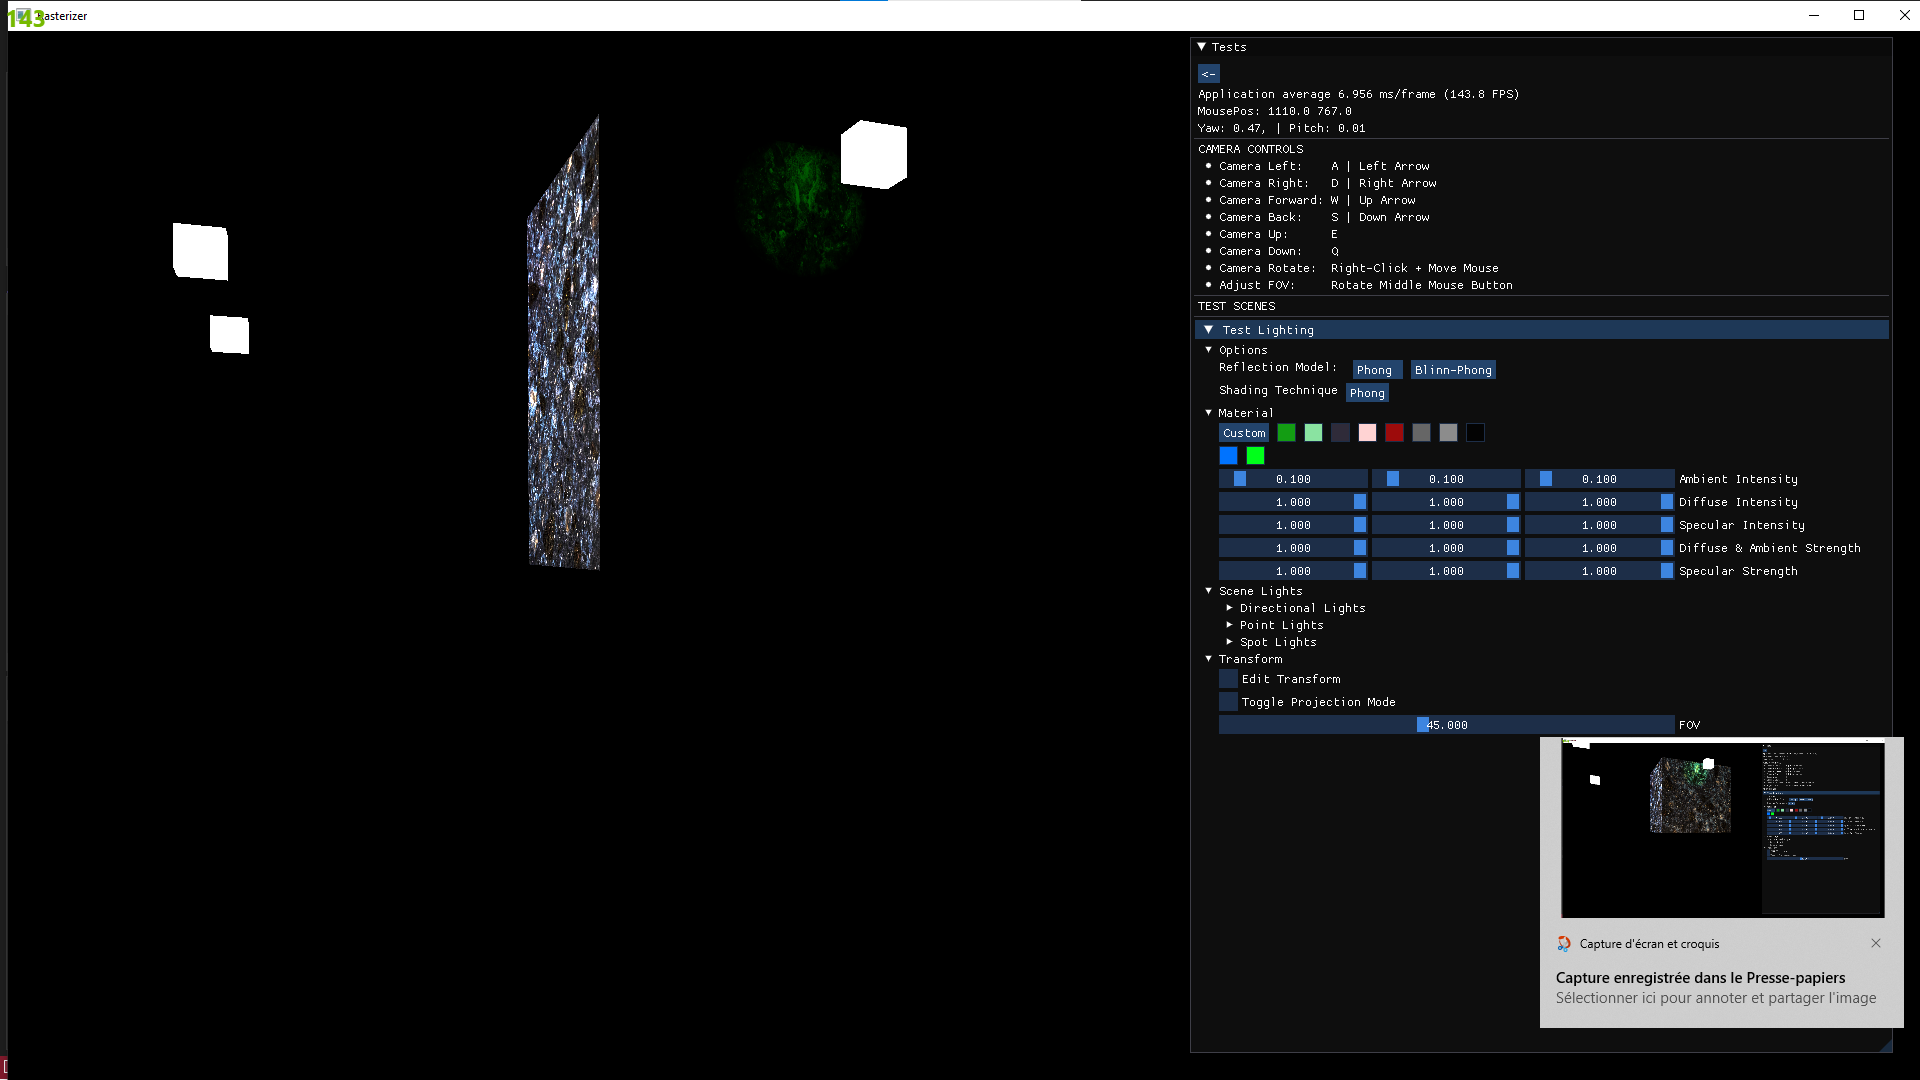 143
Rasterizer
Tests
<-
Application average 6.956 ms/frame (143.8 FPS)
MousePos: 1110.0 767.0
Yaw: 0.47, | Pitch: 0.01
CAMERA CONTROLS
Camera Left: A | Left Arrow
Camera Right: D | Right Arrow
Camera Forward: W | Up Arrow
Camera Back: S | Down Arrow
Camera Up: E
Camera Down: Q
Camera Rotate: Right-Click + Move Mouse
Adjust FOV: Rotate Middle Mouse Button
TEST SCENES
Test Lighting
Options
Reflection Model: Phong Blinn-Phong
Shading Technique Phong
Material
Custom
0.100 0.100 0.100 Ambient Intensity
1.000 1.000 1.000 Diffuse Intensity
1.000 1.000 1.000 Specular Intensity
1.000 1.000 1.000 Diffuse & Ambient Strength
1.000 1.000 1.000 Specular Strength
Scene Lights
Directional Lights
Point Lights
Spot Lights
Transform
Edit Transform
Toggle Projection Mode
45.000 FOV
Capture d'écran et croquis
Capture enregistrée dans le Presse-papiers
Sélectionner ici pour annoter et partager l'image